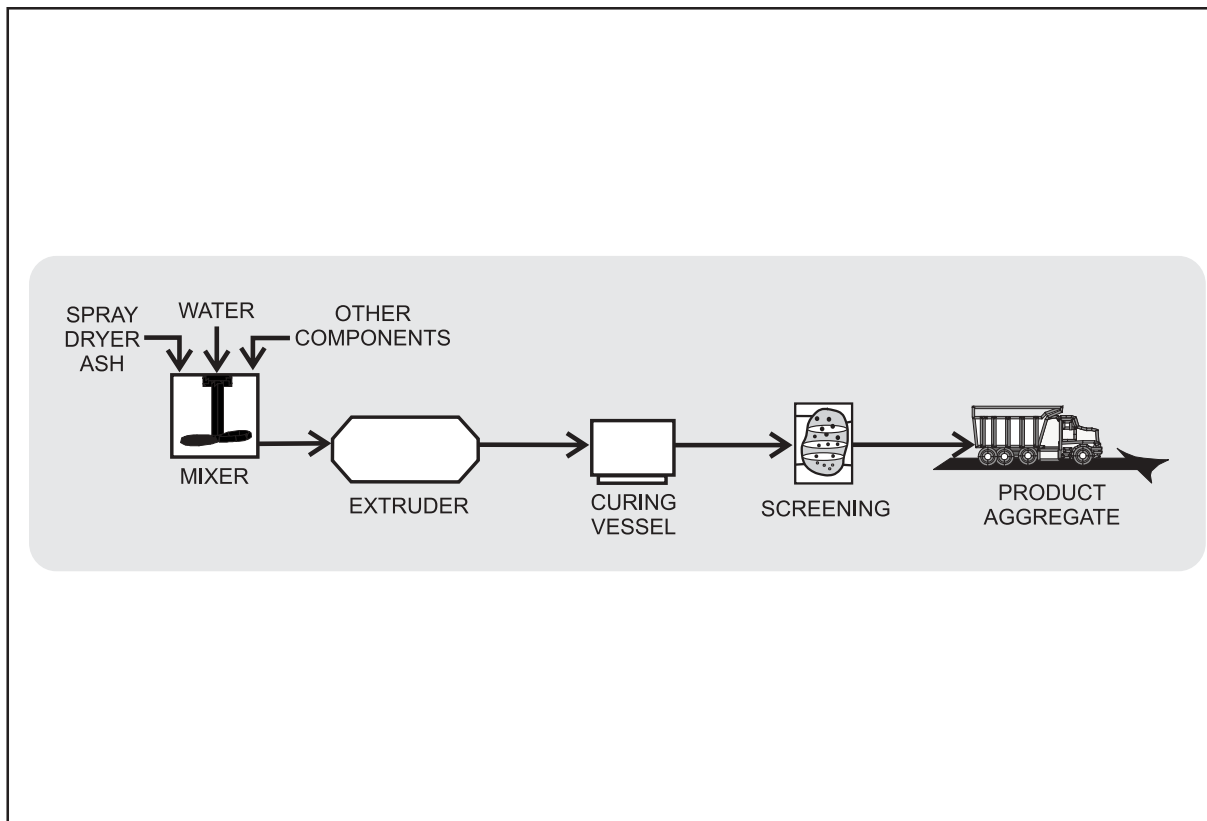 SPRAY
DRYER
ASH
WATER
OTHER
COMPONENTS
MIXER
EXTRUDER
CURING
VESSEL
SCREENING
PRODUCT
AGGREGATE